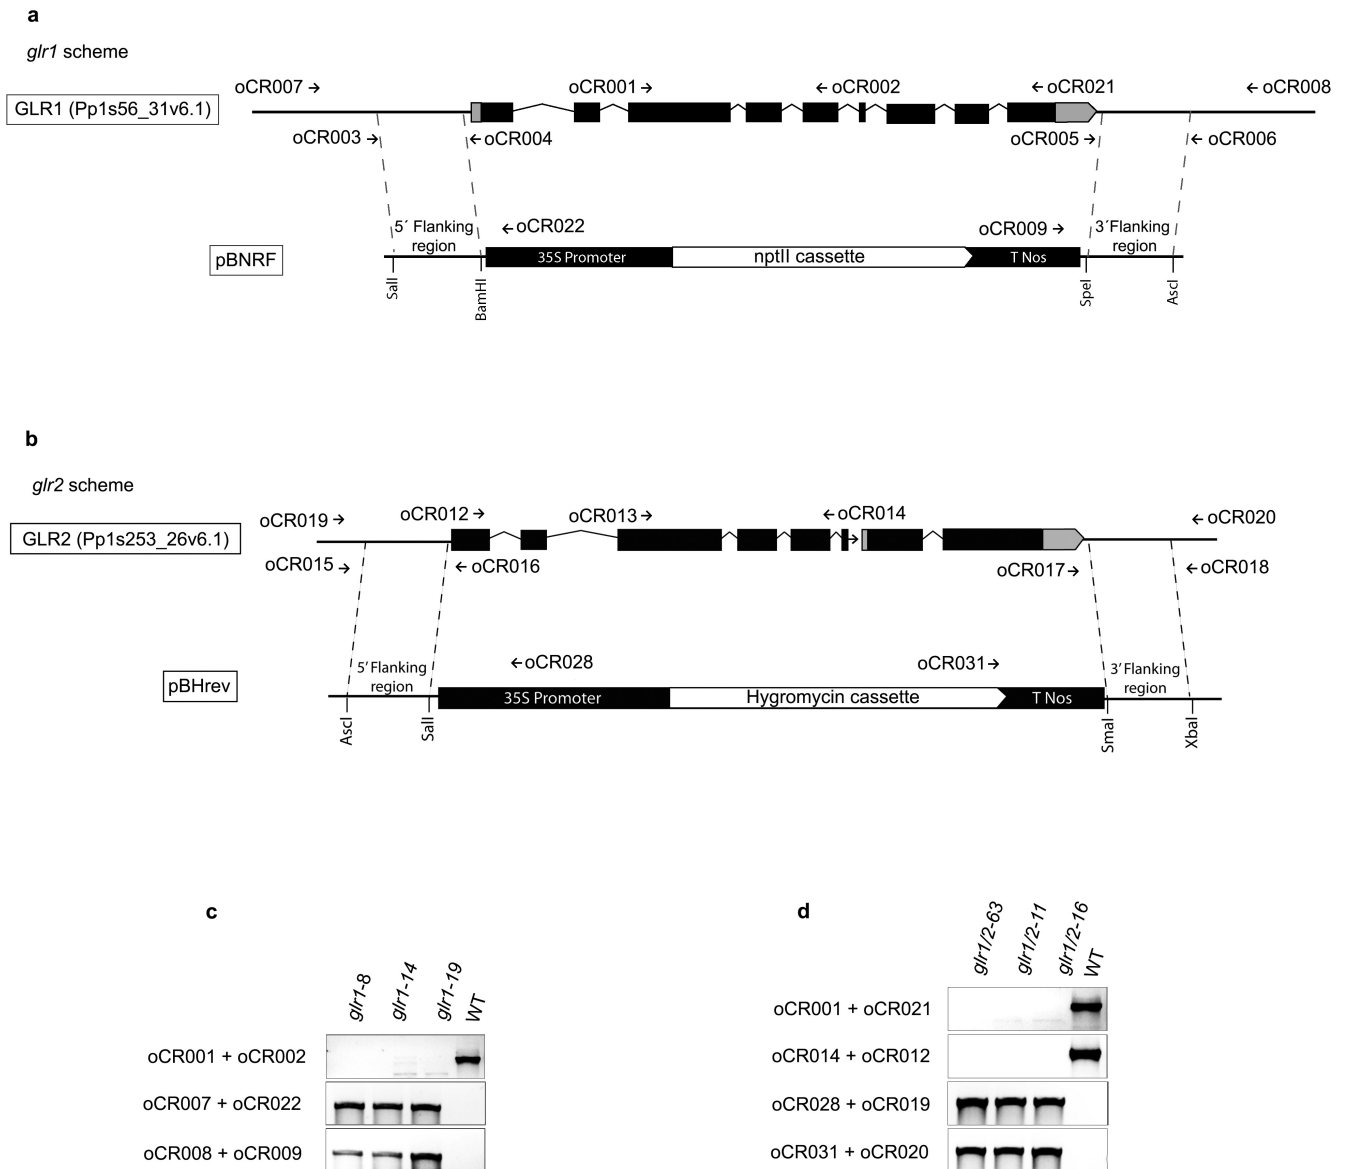 a
glr1 scheme
oCR007 → oCR001 → ← oCR002 ← oCR021 ← oCR008
GLR1 (Pp1s56_31v6.1)
oCR003 → ← oCR004 oCR005 → ← oCR006
5´ Flanking region
← oCR022 oCR009 →
3´Flanking region
pBNRF
35S Promoter nptII cassette T Nos
SalI BamHI SpeI AscI
b
glr2 scheme
oCR019 → oCR012 → oCR013 → ← oCR014 ← oCR020
GLR2 (Pp1s253_26v6.1)
oCR015 → ← oCR016 oCR017 → ← oCR018
5′ Flanking region
← oCR028 oCR031 →
3′ Flanking region
pBHrev
35S Promoter Hygromycin cassette T Nos
AscI SalI SmaI XbaI
c
glr1-8 glr1-14 glr1-19 WT
oCR001 + oCR002
oCR007 + oCR022
oCR008 + oCR009
d
glr1/2-63 glr1/2-11 glr1/2-16 WT
oCR001 + oCR021
oCR014 + oCR012
oCR028 + oCR019
oCR031 + oCR020